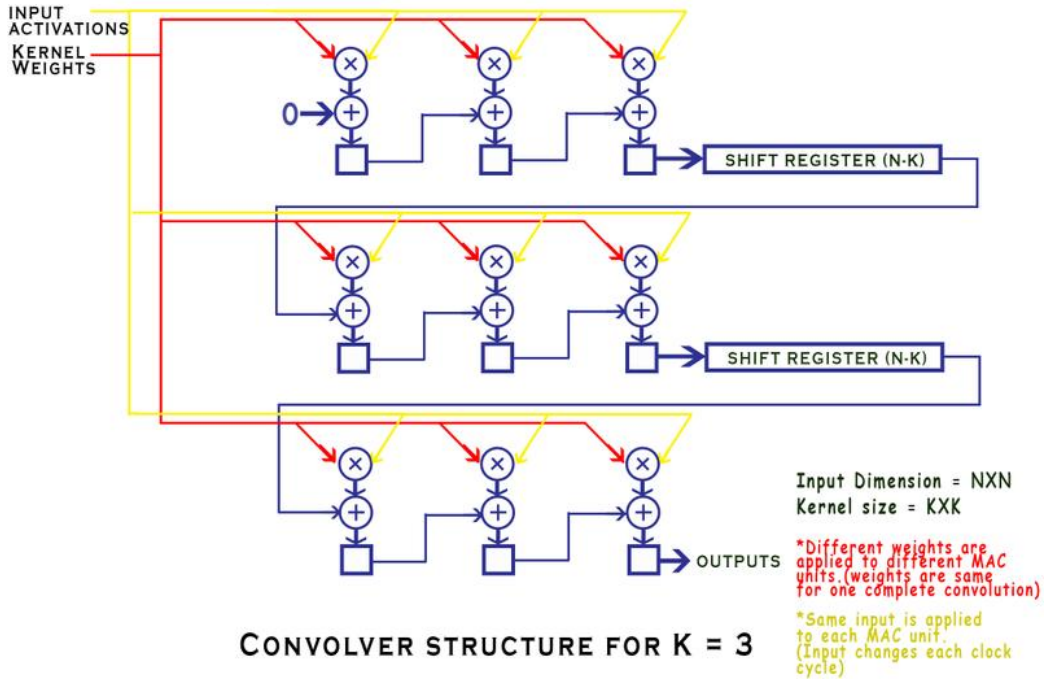 INPUT
ACTIVATIONS
KERNEL
WEIGHTS
× × ×
0 + + +
SHIFT REGISTER (N-K)
× × ×
+ + +
SHIFT REGISTER (N-K)
× × ×
+ + +
OUTPUTS
Input Dimension = NXN
Kernel size = KXK
*Different weights are
applied to different MAC
units.(weights are same
for one complete convolution)
*Same input is applied
to each MAC unit.
(Input changes each clock
cycle)
CONVOLVER STRUCTURE FOR K = 3